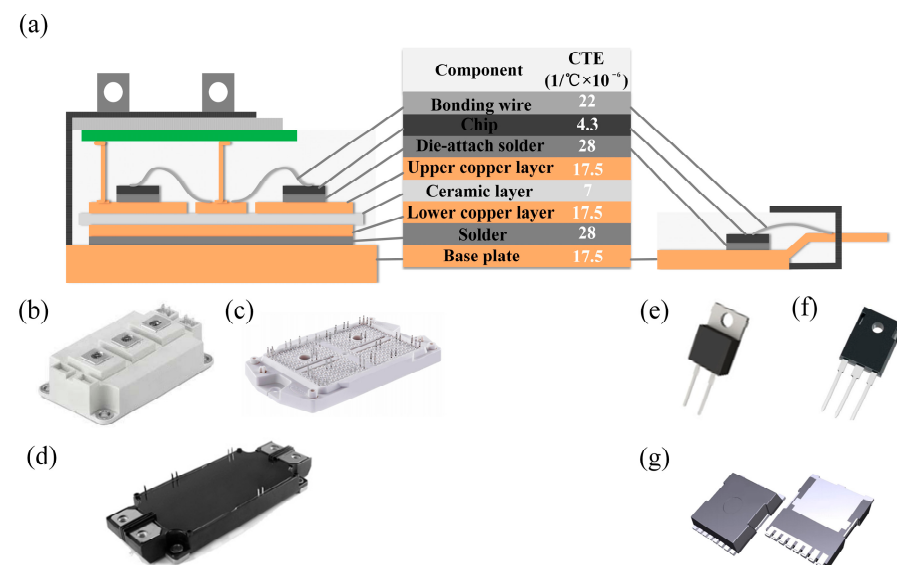 (a)
Component CTE (1/℃×10⁻⁶)
Bonding wire 22
Chip 4.3
Die-attach solder 28
Upper copper layer 17.5
Ceramic layer 7
Lower copper layer 17.5
Solder 28
Base plate 17.5
(b)
(c)
(e)
(f)
(d)
(g)